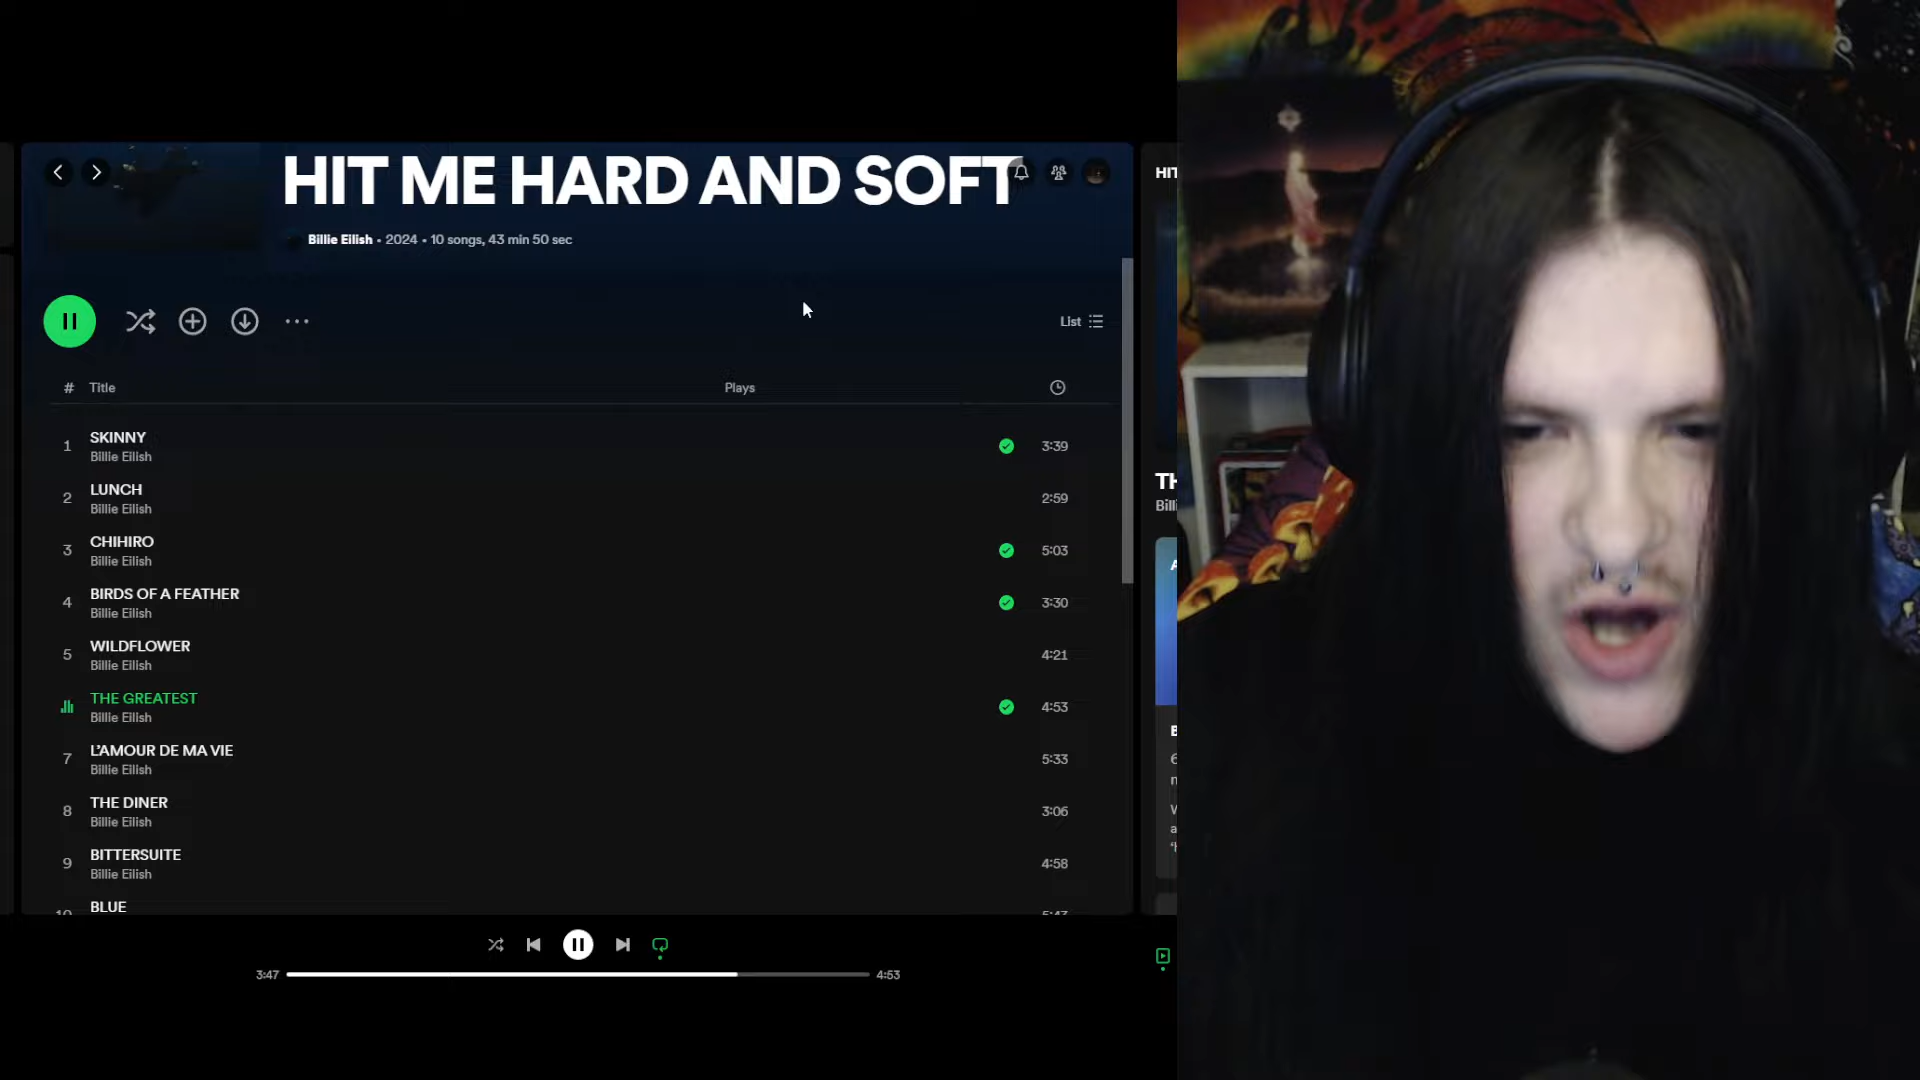 HIT ME HARD AND SOFT
Billie Eilish • 2024 • 10 songs, 43 min 50 sec
List
# Title Plays
1 SKINNY 3:39
Billie Eilish
2 LUNCH 2:59
Billie Eilish
3 CHIHIRO 5:03
Billie Eilish
4 BIRDS OF A FEATHER 3:30
Billie Eilish
5 WILDFLOWER 4:21
Billie Eilish
THE GREATEST 4:53
Billie Eilish
7 L'AMOUR DE MA VIE 5:33
Billie Eilish
8 THE DINER 3:06
Billie Eilish
9 BITTERSUITE 4:58
Billie Eilish
BLUE
3:47 4:53
HIT
TH
Billi